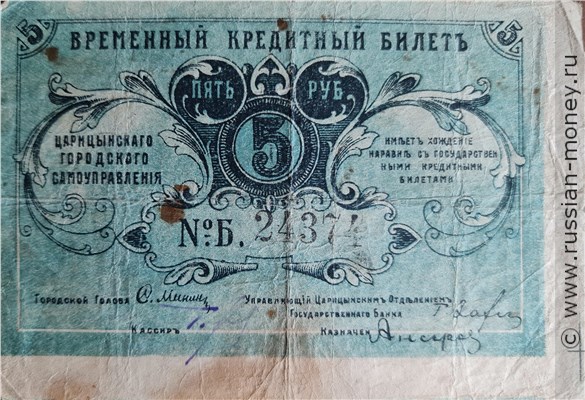 5 5
ВРЕМЕННЫЙ КРЕДИТНЫЙ БИЛЕТЪ
ПЯТЬ РУБ.
5
ЦАРИЦЫНСКАГО
ГОРОДСКОГО
САМОУПРАВЛЕНІЯ
ИМѢЕТЪ ХОЖДЕНІЕ
НАРАВНѢ СЪ ГОСУДАРСТВЕН
НЫМИ КРЕДИТНЫМИ
БИЛЕТАМИ
№Б. 24374
Городской Голова С. Мининъ
Управляющій Царицынскимъ Отдѣленіемъ
Государственнаго Банка
Кассиръ
Казначей
© www.russian-money.ru